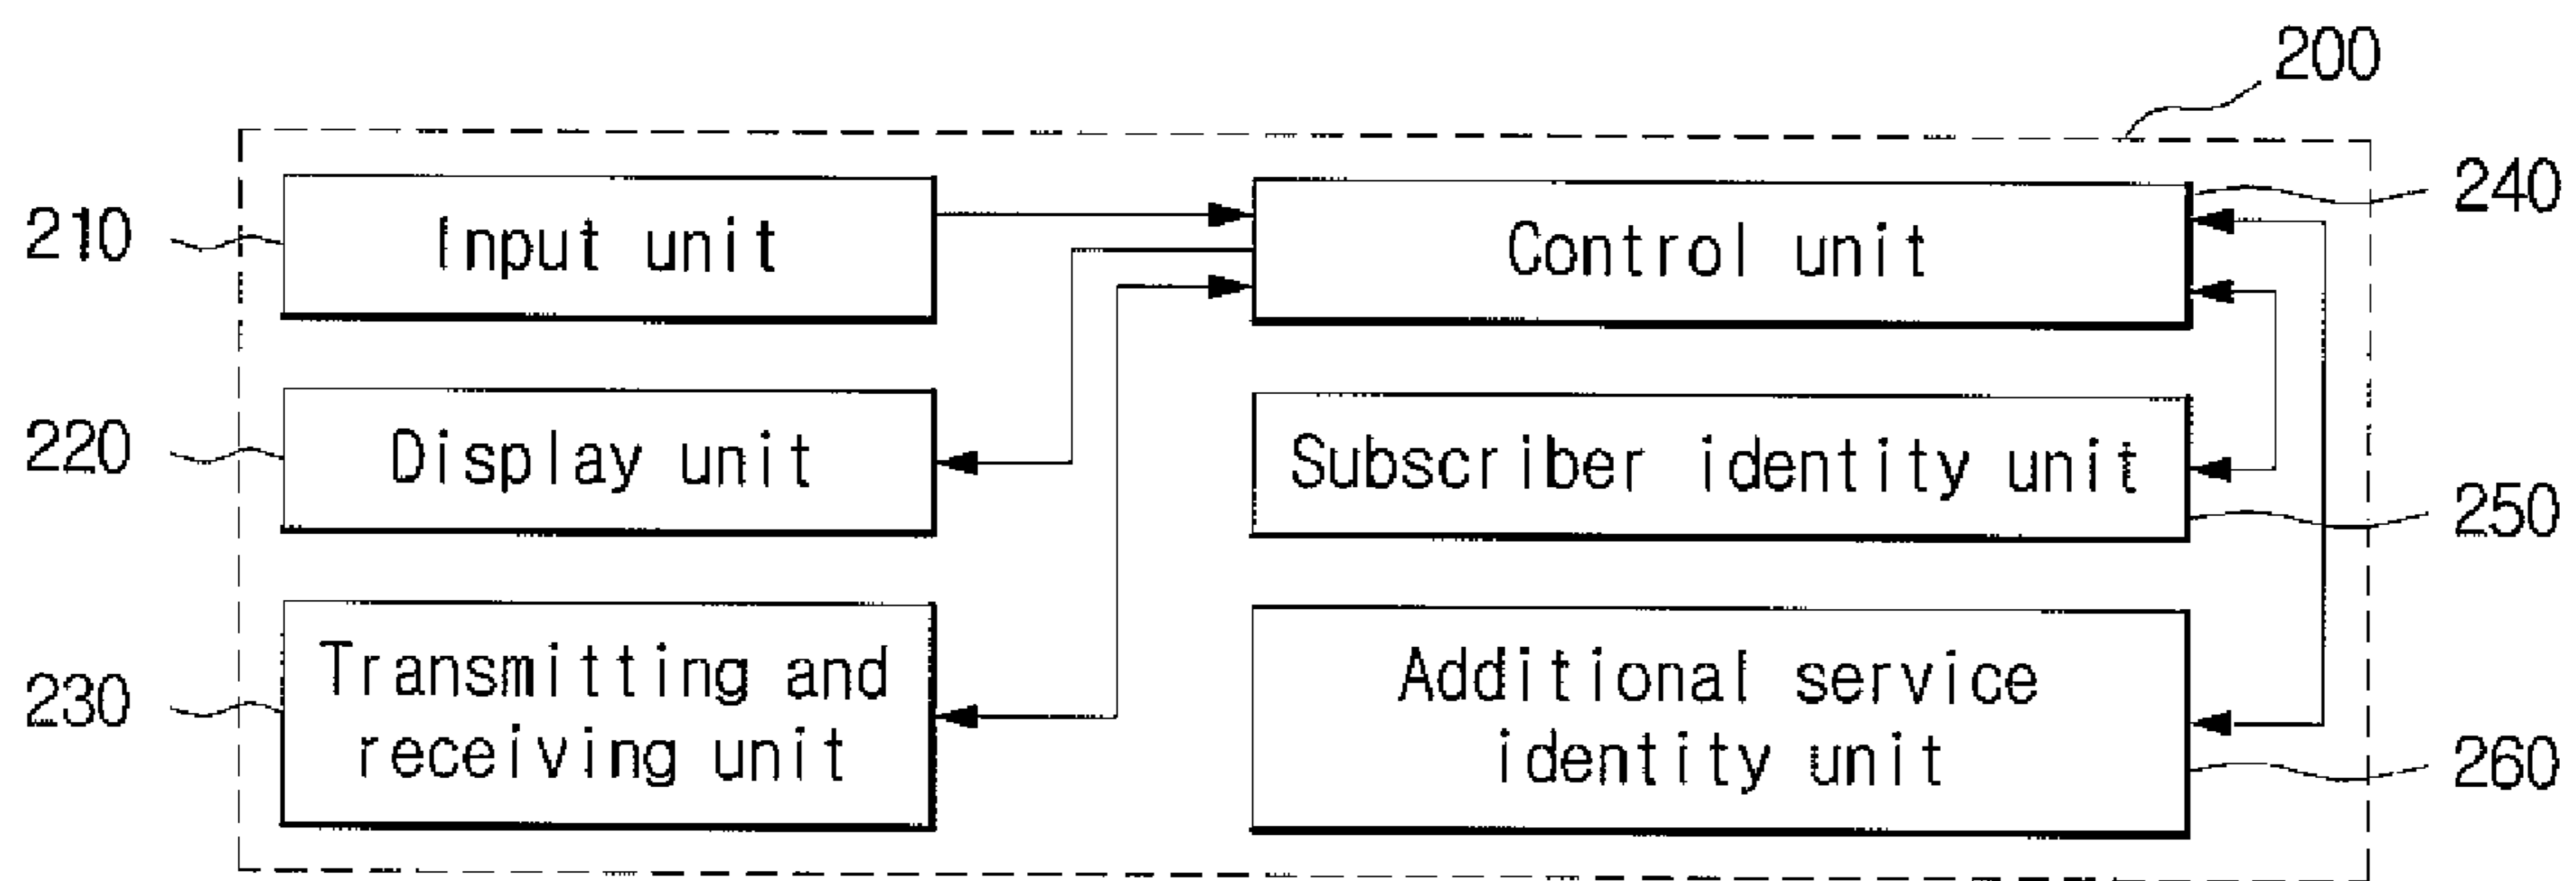 200
210
Input unit
Control unit
240
220
Display unit
Subscriber identity unit
250
230
Transmitting and
receiving unit
Additional service
identity unit
260